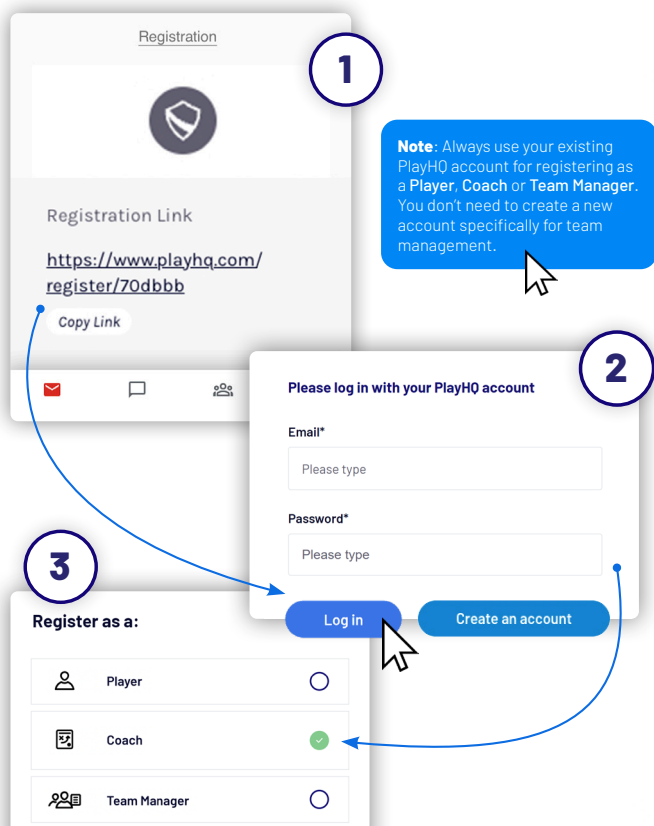 Registration
1
Registration Link
https://www.playhq.com/
register/70dbbb
Copy Link
Note: Always use your existing
PlayHQ account for registering as
a Player, Coach or Team Manager.
You don't need to create a new
account specifically for team
management.
2
Please log in with your PlayHQ account
Email*
Please type
Password*
Please type
Log in
Create an account
3
Register as a:
Player
Coach
Team Manager